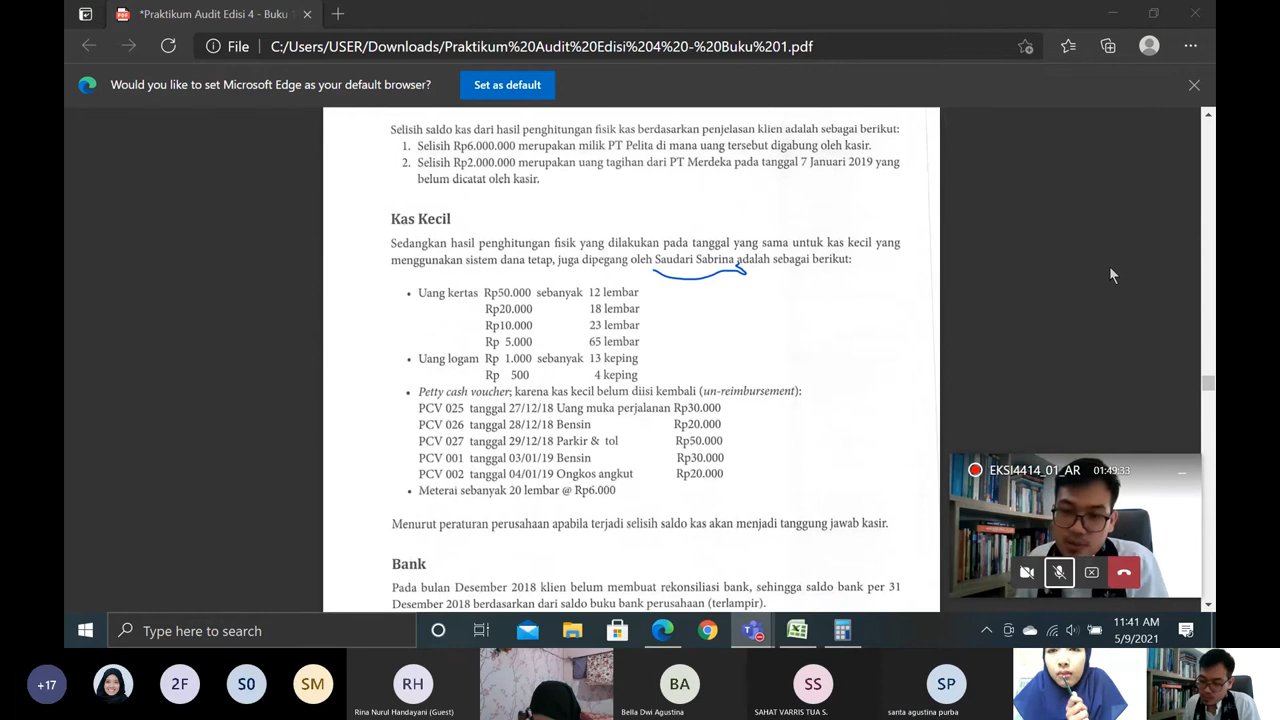 *Praktikum Audit Edisi 4 - Buku 1
File
C:/Users/USER/Downloads/Praktikum%20Audit%20Edisi%204%20-%20Buku%201.pdf
Would you like to set Microsoft Edge as your default browser?
Set as default
Selisih saldo kas dari hasil penghitungan fisik kas berdasarkan penjelasan klien adalah sebagai berikut:
1. Selisih Rp6.000.000 merupakan milik PT Pelita di mana uang tersebut digabung oleh kasir.
2. Selisih Rp2.000.000 merupakan uang tagihan dari PT Merdeka pada tanggal 7 Januari 2019 yang
belum dicatat oleh kasir.
Kas Kecil
Sedangkan hasil penghitungan fisik yang dilakukan pada tanggal yang sama untuk kas kecil yang
menggunakan sistem dana tetap, juga dipegang oleh Saudari Sabrina adalah sebagai berikut:
• Uang kertas Rp50.000 sebanyak 12 lembar
Rp20.000 18 lembar
Rp10.000 23 lembar
Rp 5.000 65 lembar
• Uang logam Rp 1.000 sebanyak 13 keping
Rp 500 4 keping
• Petty cash voucher; karena kas kecil belum diisi kembali (un-reimbursement):
PCV 025 tanggal 27/12/18 Uang muka perjalanan Rp30.000
PCV 026 tanggal 28/12/18 Bensin Rp20.000
PCV 027 tanggal 29/12/18 Parkir & tol Rp50.000
PCV 001 tanggal 03/01/19 Bensin Rp30.000
PCV 002 tanggal 04/01/19 Ongkos angkut Rp20.000
• Meterai sebanyak 20 lembar @ Rp6.000
Menurut peraturan perusahaan apabila terjadi selisih saldo kas akan menjadi tanggung jawab kasir.
Bank
Pada bulan Desember 2018 klien belum membuat rekonsiliasi bank, sehingga saldo bank per 31
Desember 2018 berdasarkan dari saldo buku bank perusahaan (terlampir).
EKSI4414_01_AR 01:49:33
Type here to search
11:41 AM
5/9/2021
+17
2F
S0
SM
RH
BA
SS
SP
Rina Nurul Handayani (Guest)
Bella Dwi Agustina
SAHAT VARRIS TUA S.
santa agustina purba